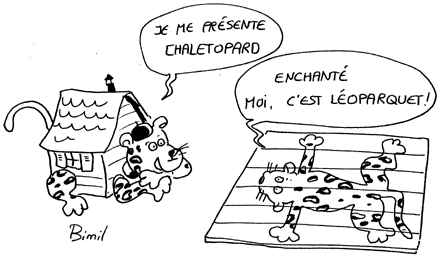 JE ME PRÉSENTE
CHALETOPARD
ENCHANTÉ
MOI, C'EST LÉOPARQUET!
Bimil